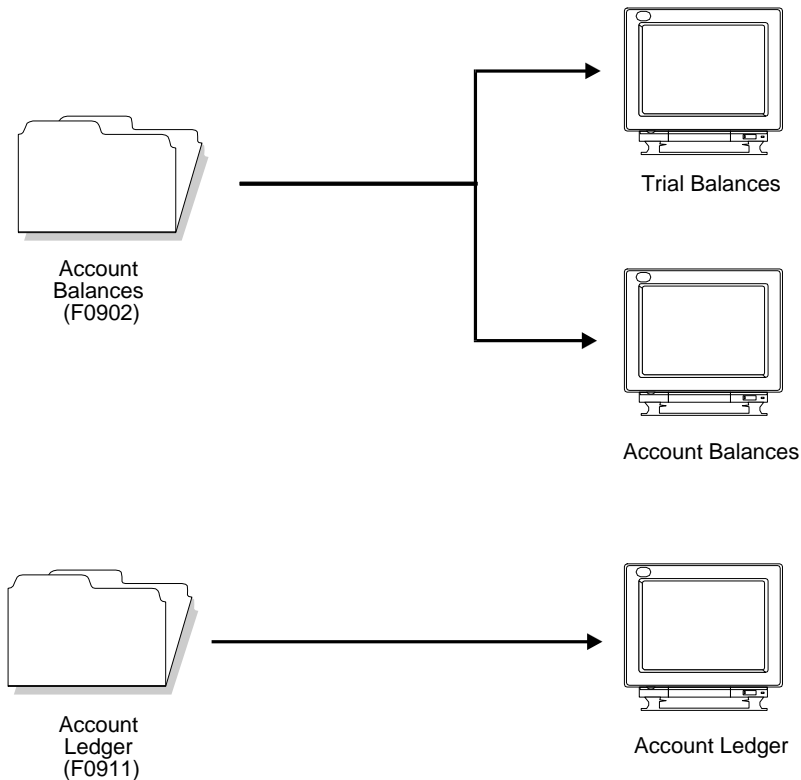 Trial Balances
Account
Balances
(F0902)
Account Balances
Account
Ledger
(F0911)
Account Ledger